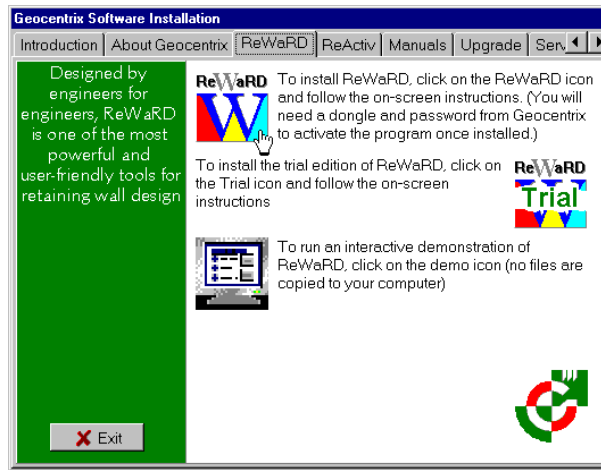 Geocentrix Software Installation
Introduction
About Geocentrix
ReWaRD
ReActiv
Manuals
Upgrade
Serv
Designed by
engineers for
engineers, ReWaRD
is one of the most
powerful and
user-friendly tools for
retaining wall design
ReWaRD
W
To install ReWaRD, click on the ReWaRD icon
and follow the on-screen instructions. (You will
need a dongle and password from Geocentrix
to activate the program once installed.)
To install the trial edition of ReWaRD, click on
the Trial icon and follow the on-screen
instructions
ReWaRD
Trial
To run an interactive demonstration of
ReWaRD, click on the demo icon (no files are
copied to your computer)
Exit